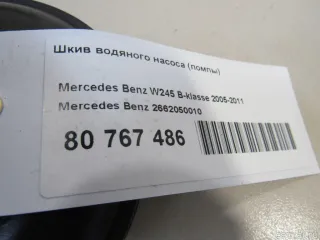 Шкив водяного насоса (помпы)
Mercedes Benz W245 B-klasse 2005-2011
Mercedes Benz 2662050010
80 767 486